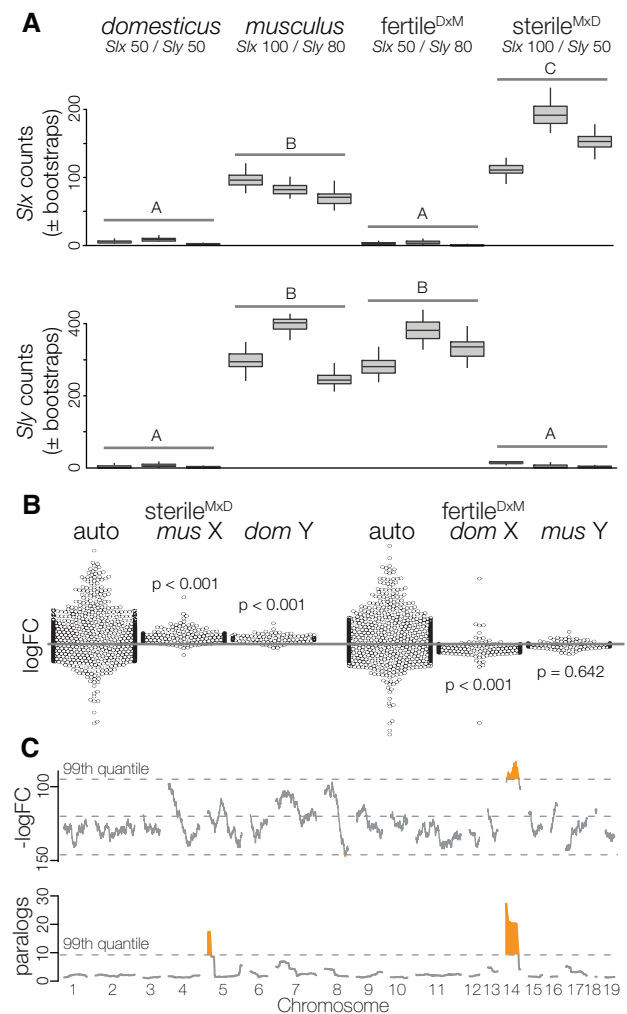 A
domesticus musculus fertile^DxM sterile^MxD
Slx 50 / Sly 50 Slx 100 / Sly 80 Slx 50 / Sly 80 Slx 100 / Sly 50
Slx counts
(± bootstraps)
200
100
0
A
B
A
C
Sly counts
(± bootstraps)
400
200
0
A
B
B
A
B
sterile^MxD fertile^DxM
auto mus X dom Y auto dom X mus Y
logFC
p < 0.001
p < 0.001
p < 0.001
p = 0.642
C
-logFC
100
150
99th quantile
paralogs
30
20
10
0
99th quantile
1 2 3 4 5 6 7 8 9 10 11 12 13 14 15 16 17 18 19
Chromosome